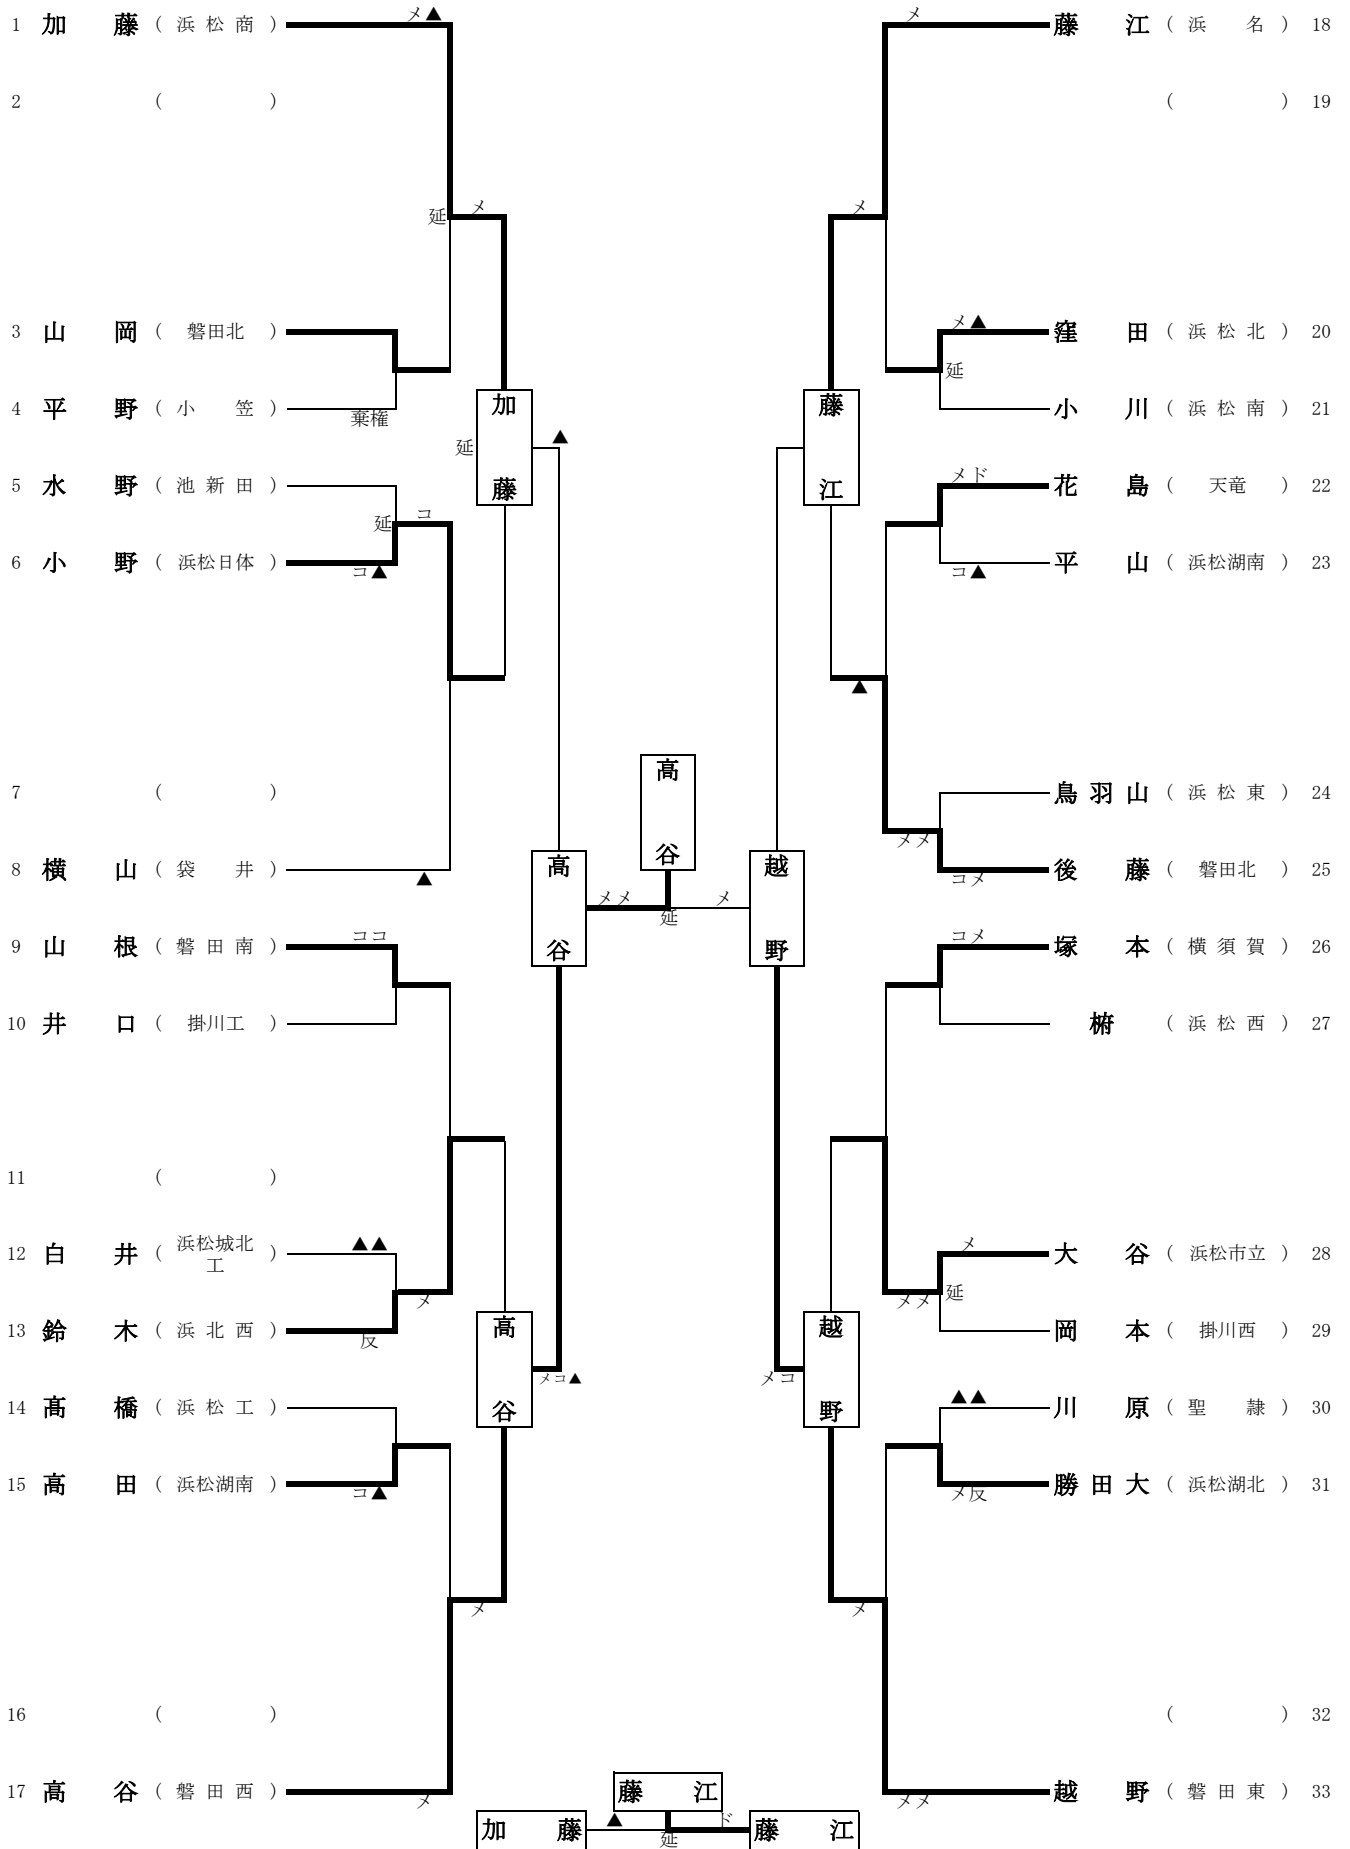 メ▲
メ
1 加 藤 ( 浜 松 商 )
藤 江 ( 浜 名 ) 18
2 ( )
( ) 19
延 メ
メ
3 山 岡 ( 磐田北 )
メ▲
窪 田 ( 浜 松 北 ) 20
延
4 平 野 ( 小 笠 )
棄権
加 藤
藤 江
小 川 ( 浜 松 南 ) 21
延
▲
5 水 野 ( 池 新 田 )
メド
花 島 ( 天竜 ) 22
延 コ
6 小 野 ( 浜松日体 )
コ▲
平 山 ( 浜松湖南 ) 23
コ▲
▲
高 谷
7 ( )
鳥 羽 山 ( 浜 松 東 ) 24
メメ
8 横 山 ( 袋 井 )
▲
後 藤 ( 磐田北 ) 25
コメ
高 谷
越 野
メメ
延
メ
9 山 根 ( 磐 田 南 )
ココ
コメ
塚 本 ( 横 須 賀 ) 26
10 井 口 ( 掛川工 )
椨 ( 浜 松 西 ) 27
11 ( )
12 白 井 ( 浜松城北工 )
▲▲
メ
大 谷 ( 浜松市立 ) 28
メ
メメ 延
13 鈴 木 ( 浜 北 西 )
反
高 谷
越 野
岡 本 ( 掛川西 ) 29
メコ▲
メコ
14 髙 橋 ( 浜 松 工 )
▲▲
川 原 ( 聖 隷 ) 30
15 高 田 ( 浜松湖南 )
コ▲
勝 田 大 ( 浜松湖北 ) 31
メ反
メ
メ
16 ( )
( ) 32
17 高 谷 ( 磐 田 西 )
メ
藤 江
メメ
越 野 ( 磐 田 東 ) 33
加 藤
▲
延
ド
藤 江